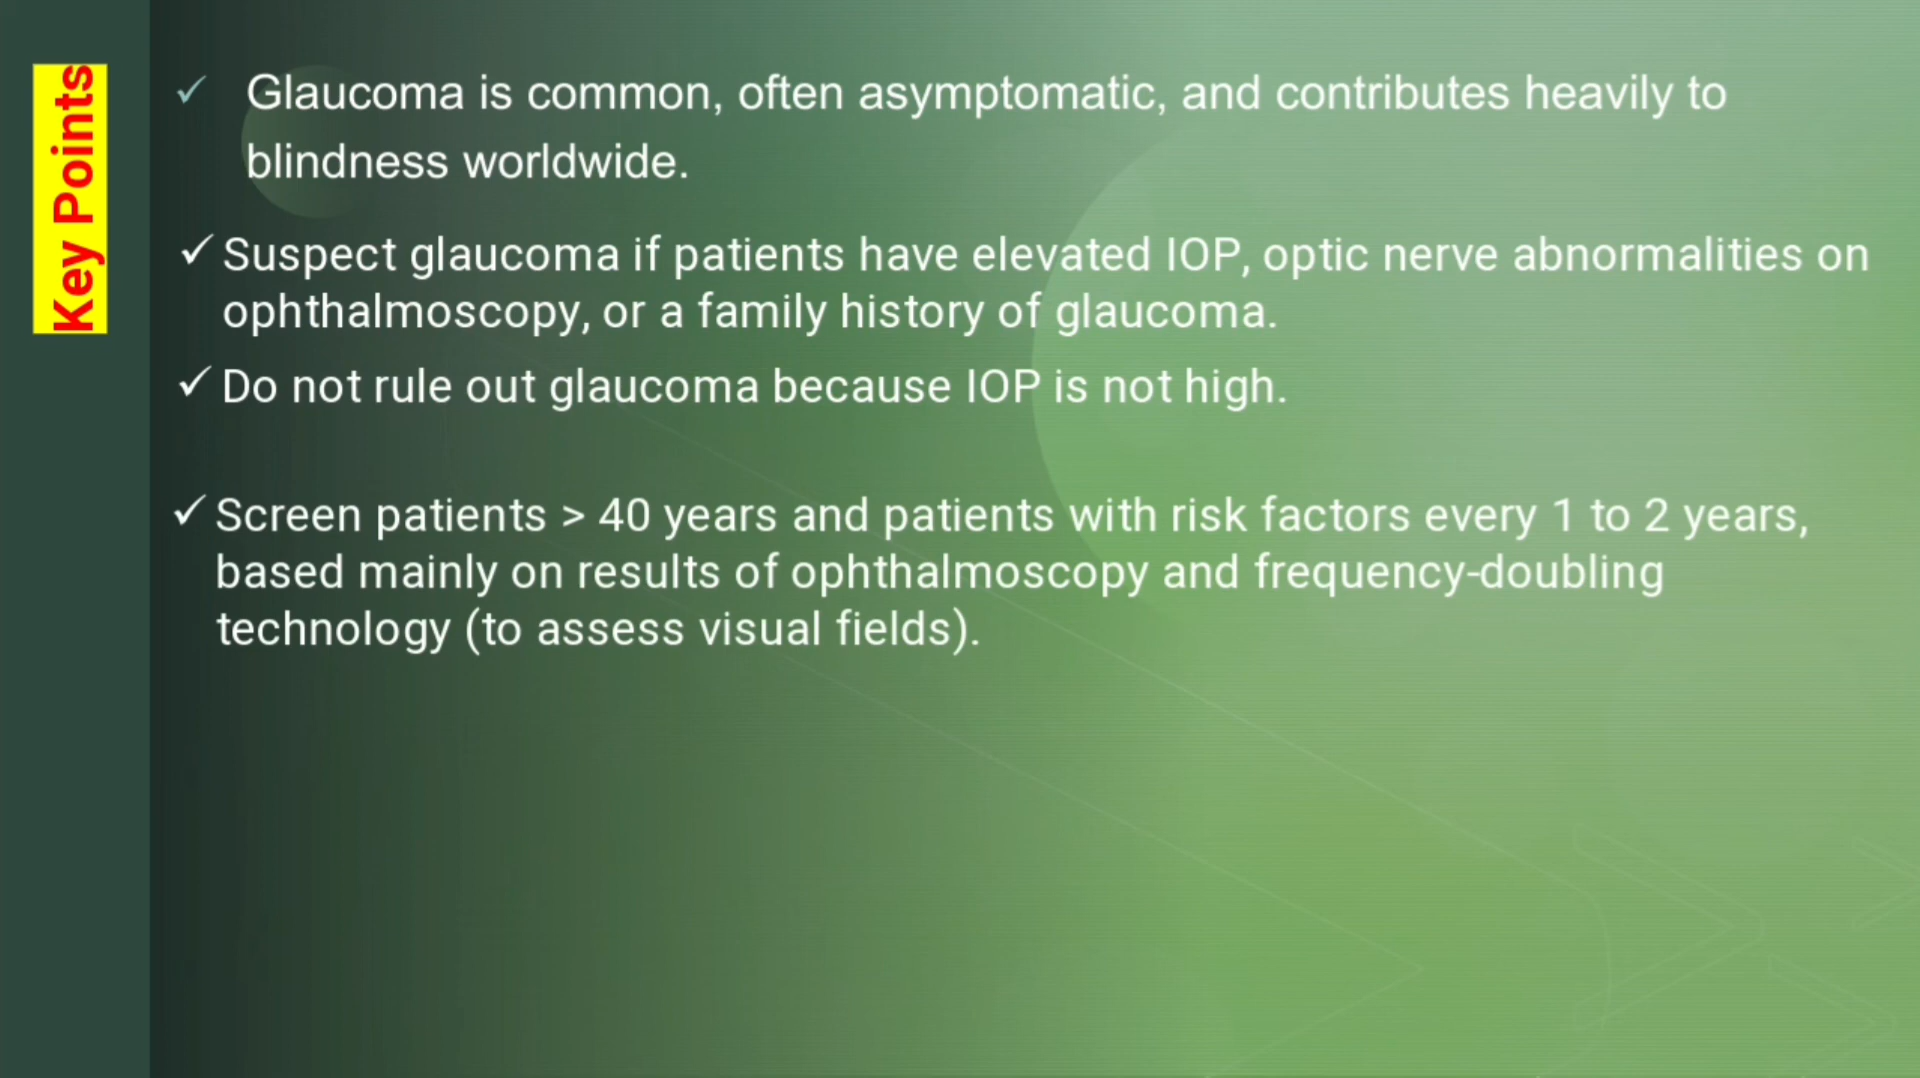 Key Points
✓ Glaucoma is common, often asymptomatic, and contributes heavily to
blindness worldwide.
✓ Suspect glaucoma if patients have elevated IOP, optic nerve abnormalities on
ophthalmoscopy, or a family history of glaucoma.
✓ Do not rule out glaucoma because IOP is not high.
✓ Screen patients > 40 years and patients with risk factors every 1 to 2 years,
based mainly on results of ophthalmoscopy and frequency-doubling
technology (to assess visual fields).